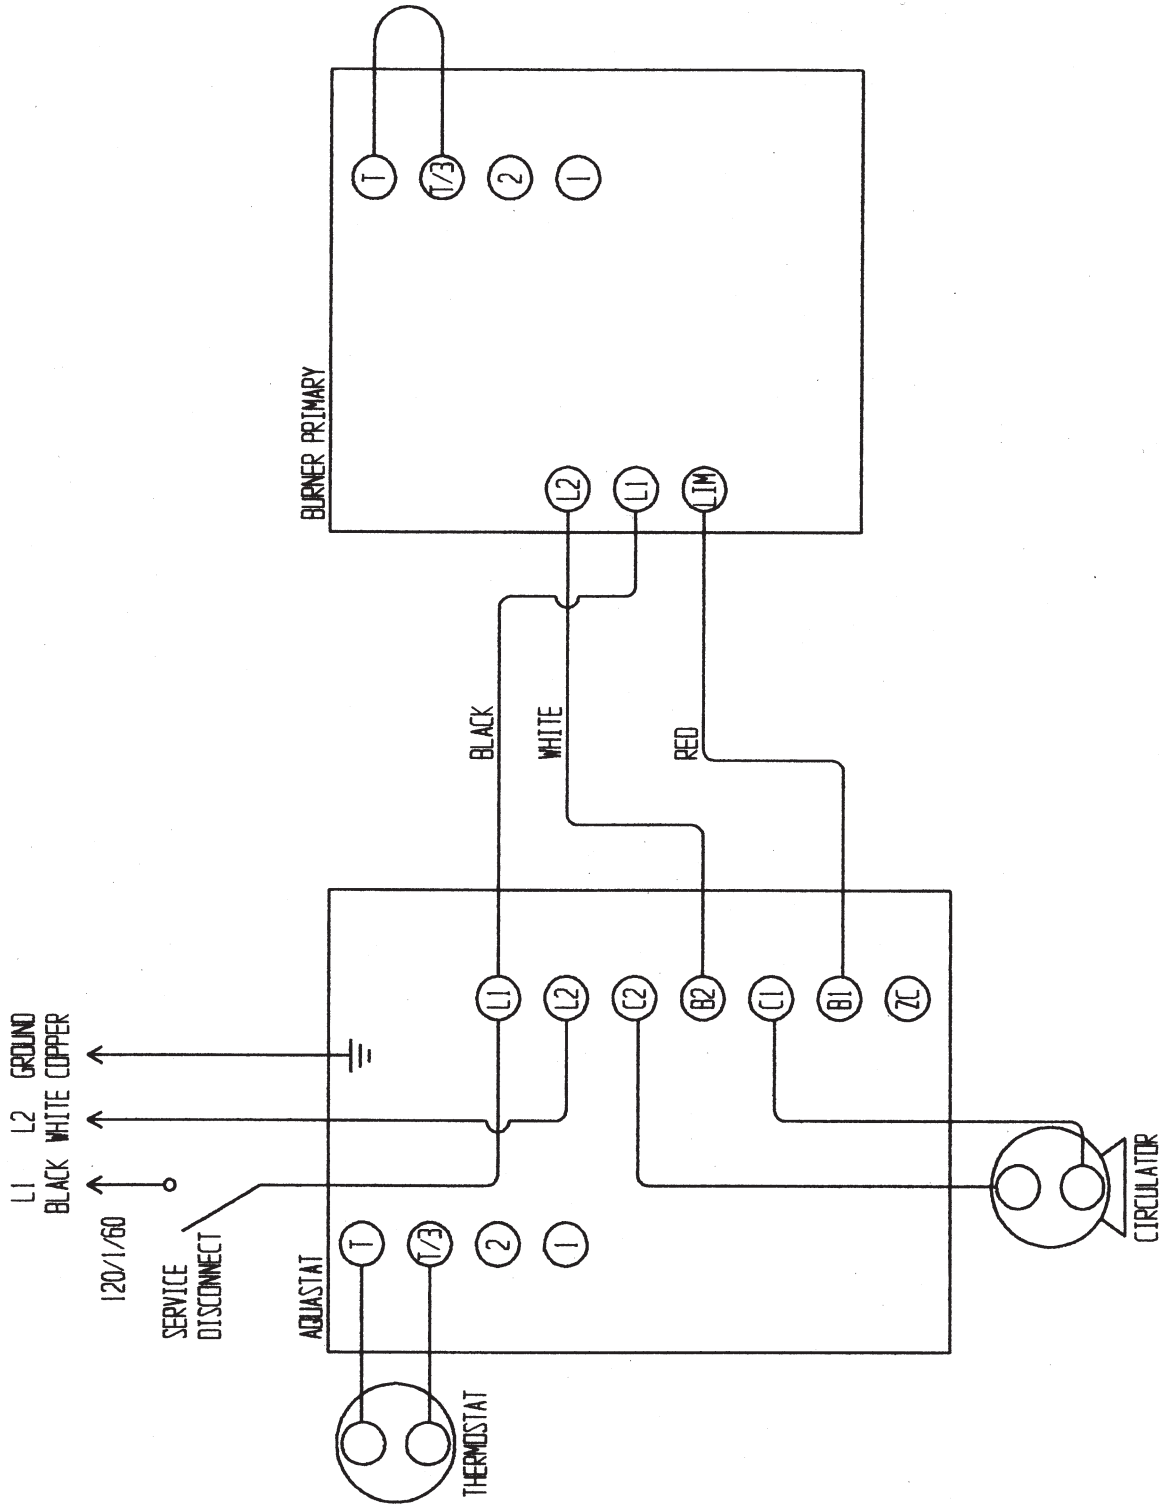 120/1/60
L1 L2 GROUND
BLACK WHITE COPPER
SERVICE
DISCONNECT
AQUASTAT
T
T/3
2
1
L1
L2
C2
B2
C1
B1
ZC
THERMOSTAT
CIRCULATOR
BLACK
WHITE
RED
BURNER PRIMARY
L2
L1
LIM
T
T/3
2
1